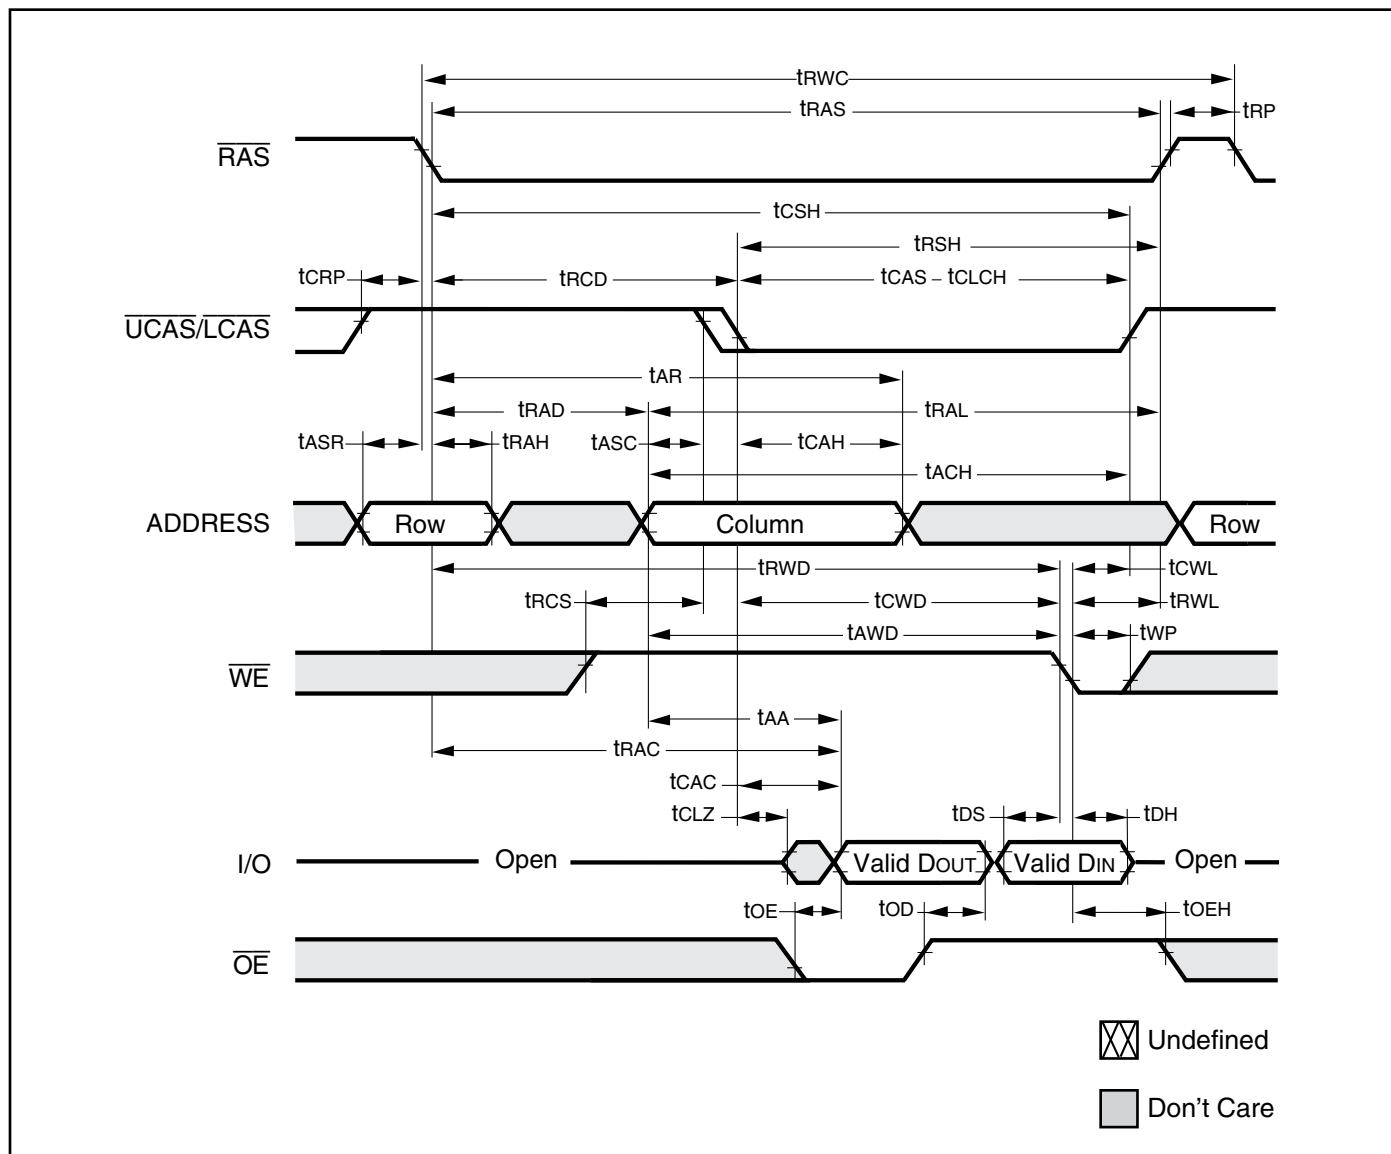 tRWC
tRAS
tRP
RAS
tCSH
tRSH
tCRP
tRCD
tCAS – tCLCH
UCAS/LCAS
tAR
tRAD
tRAL
tASR
tRAH
tASC
tCAH
tACH
ADDRESS
Row
Column
Row
tRWD
tCWL
tRCS
tCWD
tRWL
tAWD
tWP
WE
tAA
tRAC
tCAC
tCLZ
tDS
tDH
I/O
Open
Valid DOUT
Valid DIN
Open
tOE
tOD
tOEH
OE
Undefined
Don't Care